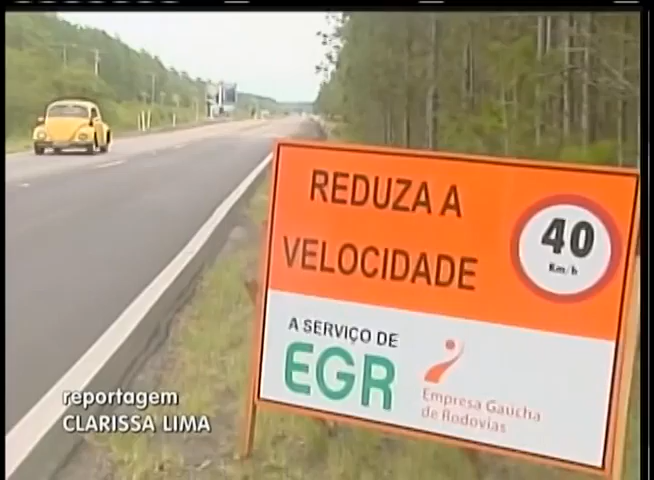 REDUZA A
VELOCIDADE
40
Km/h
A SERVIÇO DE
EGR
Empresa Gaúcha
de Rodovias
reportagem
CLARISSA LIMA